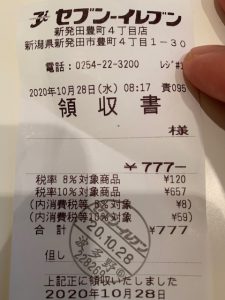 セブン-イレブン
新発田豊町4丁目店
新潟県新発田市豊町4丁目1-30
電話：0254-22-3200 レジ#
2020年10月28日(水) 08:17 責095
領収書
様
¥777-
税率 8%対象商品 ¥120
税率10%対象商品 ¥657
(内消費税等 8% ¥8)
(内消費税等10% ¥59)
合計 ¥777
20.10.28
但し
上記正に領収いたしました
2020年10月28日